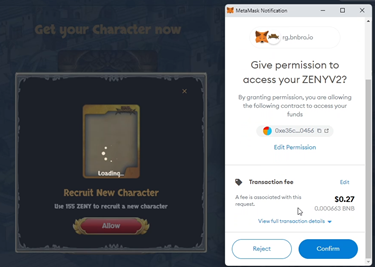 Get your Character now
Loading...
Recruit New Character
Use 155 ZENY to recruit a new character
Allow
MetaMask Notification
rg.bnbro.io
Give permission to
access your ZENYV2?
By granting permission, you are allowing
the following contract to access your
funds
0xe35c...0456
Edit Permission
Transaction fee
Edit
A fee is associated with this
request.
$0.27
0.000663 BNB
View full transaction details
Reject
Confirm